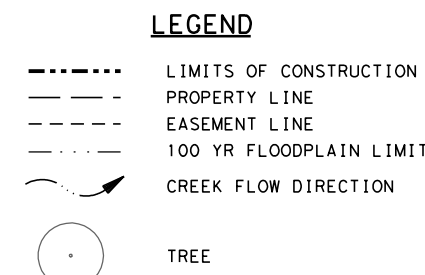 LEGEND
LIMITS OF CONSTRUCTION
PROPERTY LINE
EASEMENT LINE
100 YR FLOODPLAIN LIMIT
CREEK FLOW DIRECTION
TREE